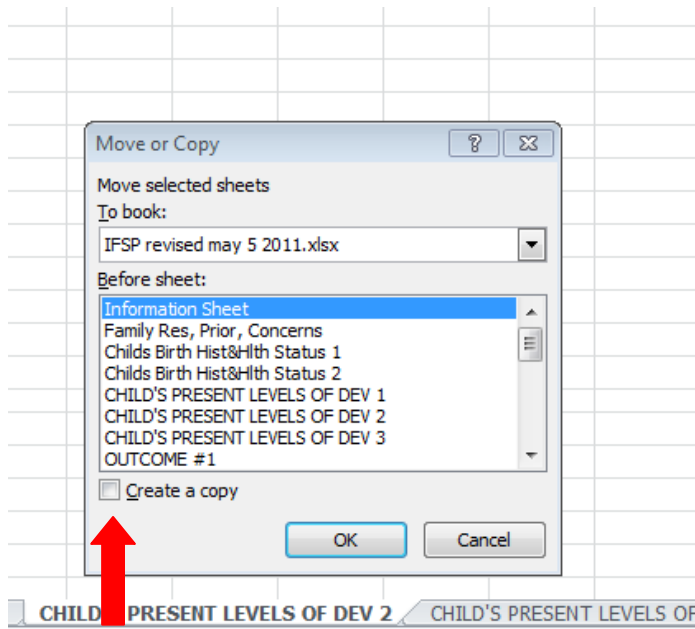 Move or Copy
Move selected sheets
To book:
IFSP revised may 5 2011.xlsx
Before sheet:
Information Sheet
Family Res, Prior, Concerns
Childs Birth Hist&Hlth Status 1
Childs Birth Hist&Hlth Status 2
CHILD'S PRESENT LEVELS OF DEV 1
CHILD'S PRESENT LEVELS OF DEV 2
CHILD'S PRESENT LEVELS OF DEV 3
OUTCOME #1
Create a copy
OK Cancel
CHILD PRESENT LEVELS OF DEV 2 CHILD'S PRESENT LEVELS OF